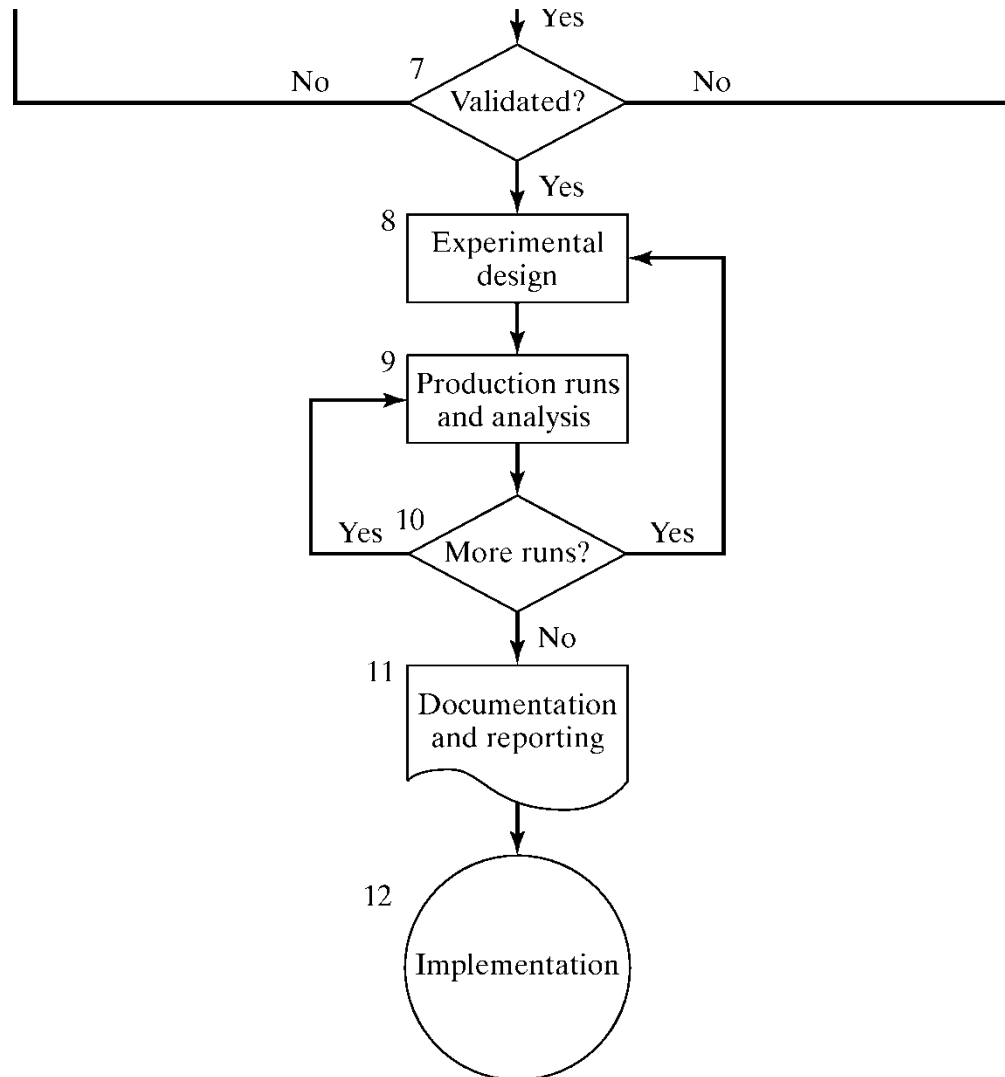 Yes
7
No
Validated?
No
Yes
8
Experimental
design
9
Production runs
and analysis
10
Yes
More runs?
Yes
No
11
Documentation
and reporting
12
Implementation